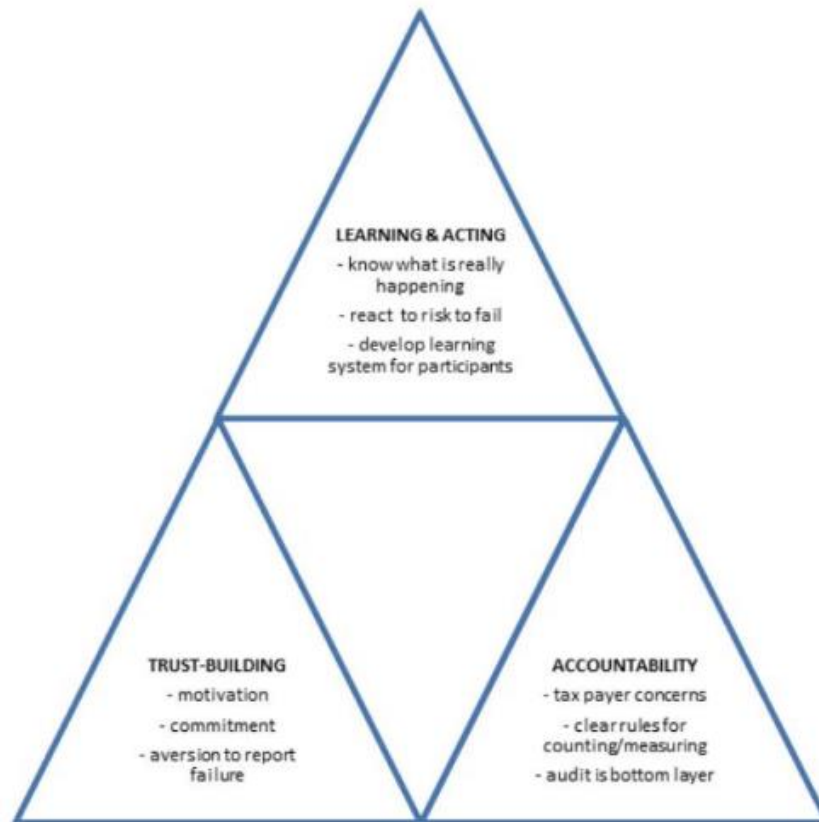 LEARNING & ACTING
- know what is really
happening
- react to risk to fail
- develop learning
system for participants
TRUST-BUILDING
- motivation
- commitment
- aversion to report
failure
ACCOUNTABILITY
- tax payer concerns
- clear rules for
counting/measuring
- audit is bottom layer